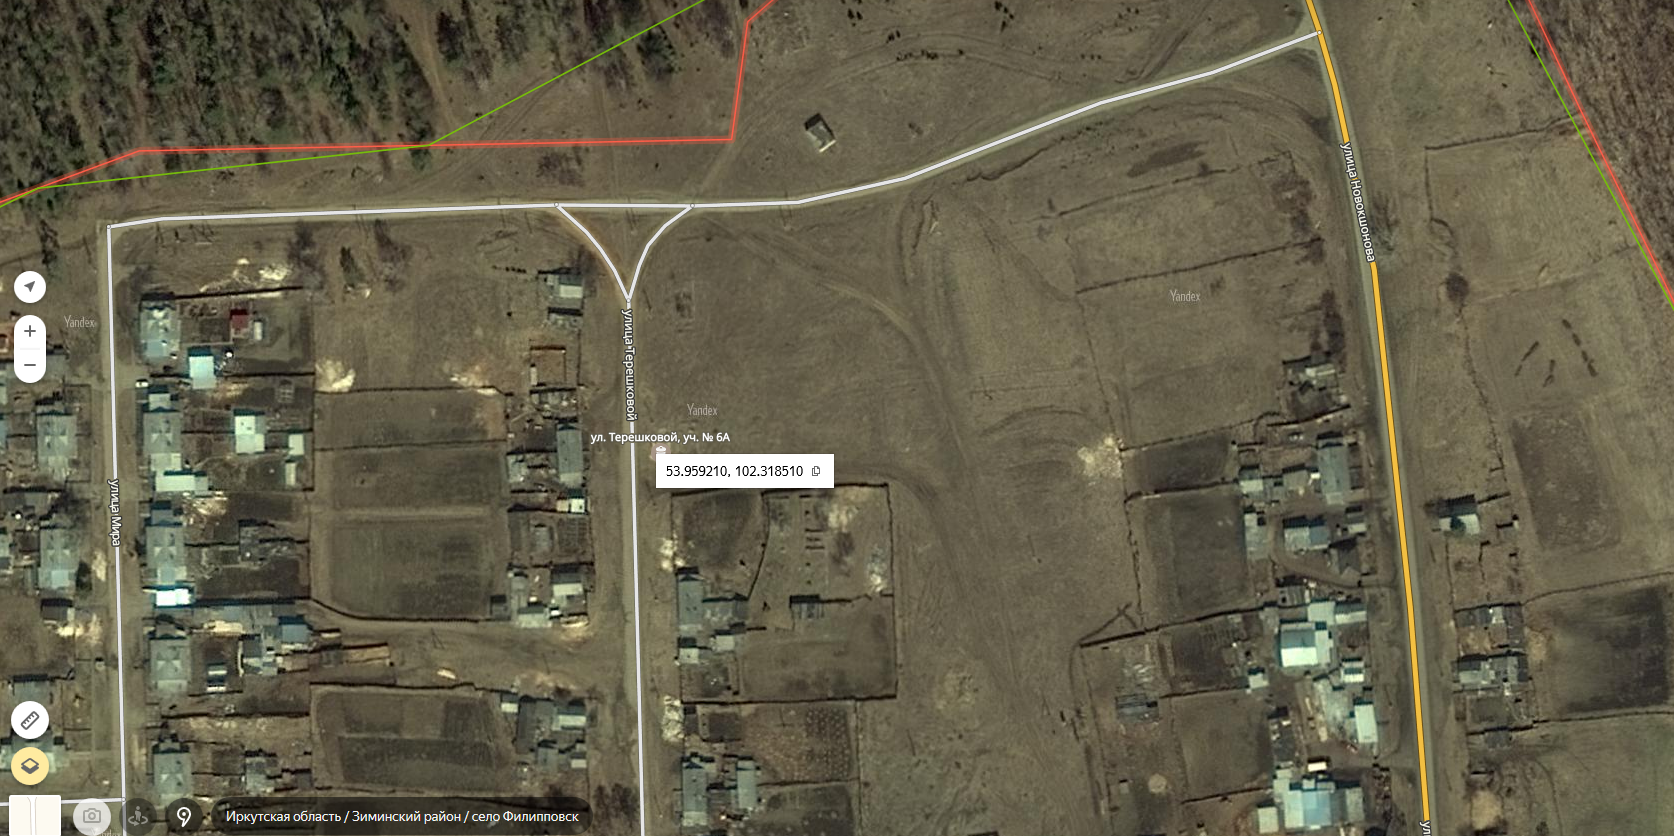 улица Новокшонова
Yandex
Yandex
улица Терешковой
Yandex
ул. Терешковой, уч. № 6А
53.959210, 102.318510
улица Мира
Иркутская область / Зиминский район / село Филипповск
ул